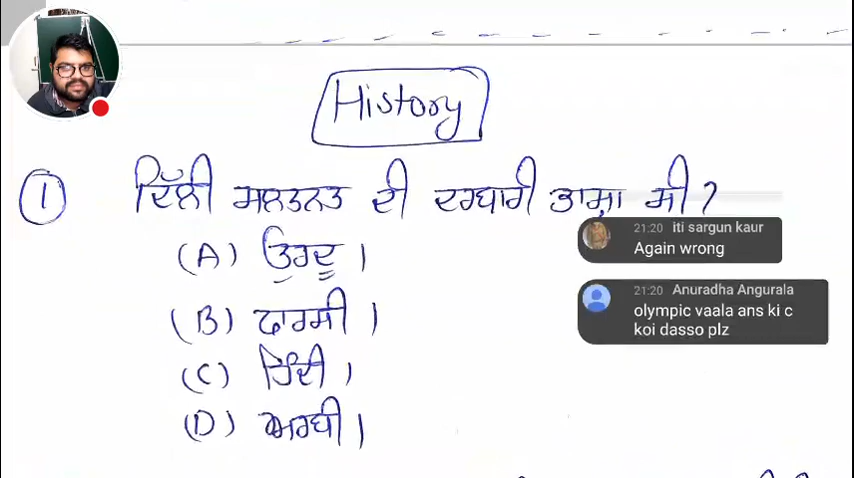 History
1 ਦਿੱਲੀ ਸਲਤਨਤ ਦੀ ਦਰਬਾਰੀ ਭਾਸ਼ਾ ਸੀ?
(A) ਉਰਦੂ ।
(B) ਫਾਰਸੀ ।
(C) ਹਿੰਦੀ ।
(D) ਅਰਬੀ ।
21:20 iti sargun kaur
Again wrong
21:20 Anuradha Angurala
olympic vaala ans ki c
koi dasso plz